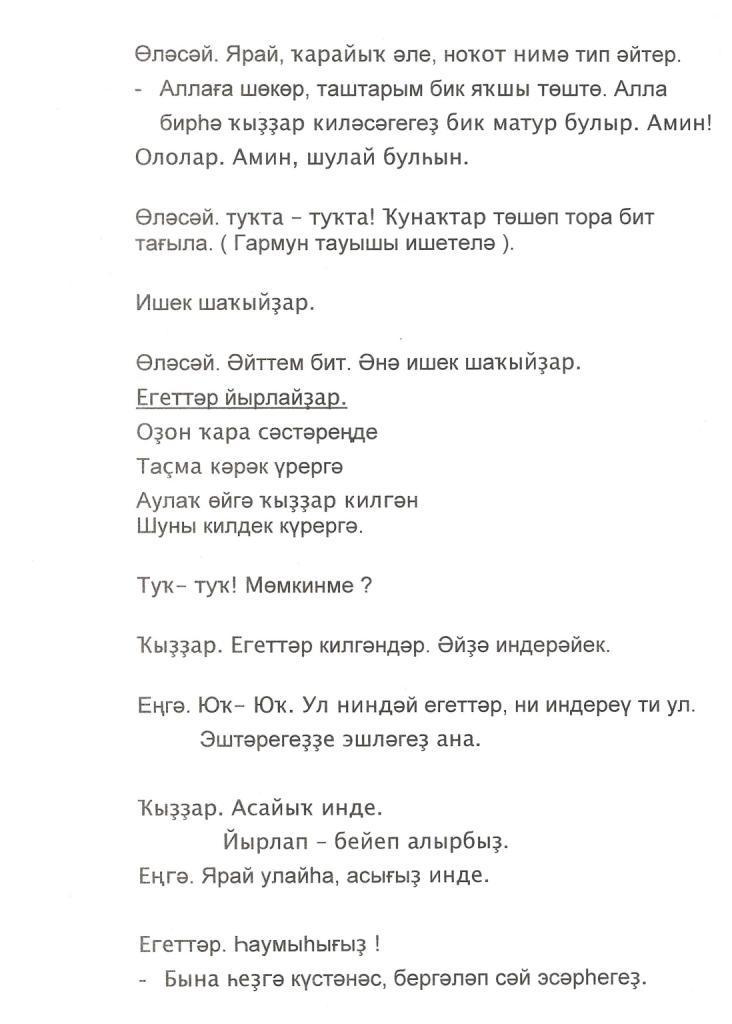 Өләсәй. Ярай, ҡарайыҡ әле, ноҡот нимә тип әйтер.
- Аллаға шөкөр, таштарым бик яҡшы төштө. Алла
бирһә ҡыҙҙар киләсәгегеҙ бик матур булыр. Амин!
Ололар. Амин, шулай булһын.
Өләсәй. туҡта – туҡта! Ҡунаҡтар төшөп тора бит
тағыла. ( Гармун тауышы ишетелә ).
Ишек шаҡыйҙар.
Өләсәй. Әйттем бит. Әнә ишек шаҡыйҙар.
Егеттәр йырлайҙар.
Оҙон ҡара сәстәреңде
Таҫма кәрәк үрергә
Аулаҡ өйгә ҡыҙҙар килгән
Шуны килдек күрергә.
Туҡ– туҡ! Мөмкинме ?
Ҡыҙҙар. Егеттәр килгәндәр. Әйҙә индерәйек.
Еңгә. Юҡ– Юҡ. Ул ниндәй егеттәр, ни индереү ти ул.
Эштәрегеҙҙе эшләгеҙ ана.
Ҡыҙҙар. Асайыҡ инде.
Йырлап – бейеп алырбыҙ.
Еңгә. Ярай улайһа, асығыҙ инде.
Егеттәр. Һаумыһығыҙ !
- Бына һеҙгә күстәнәс, бергәләп сәй эсәрһегеҙ.